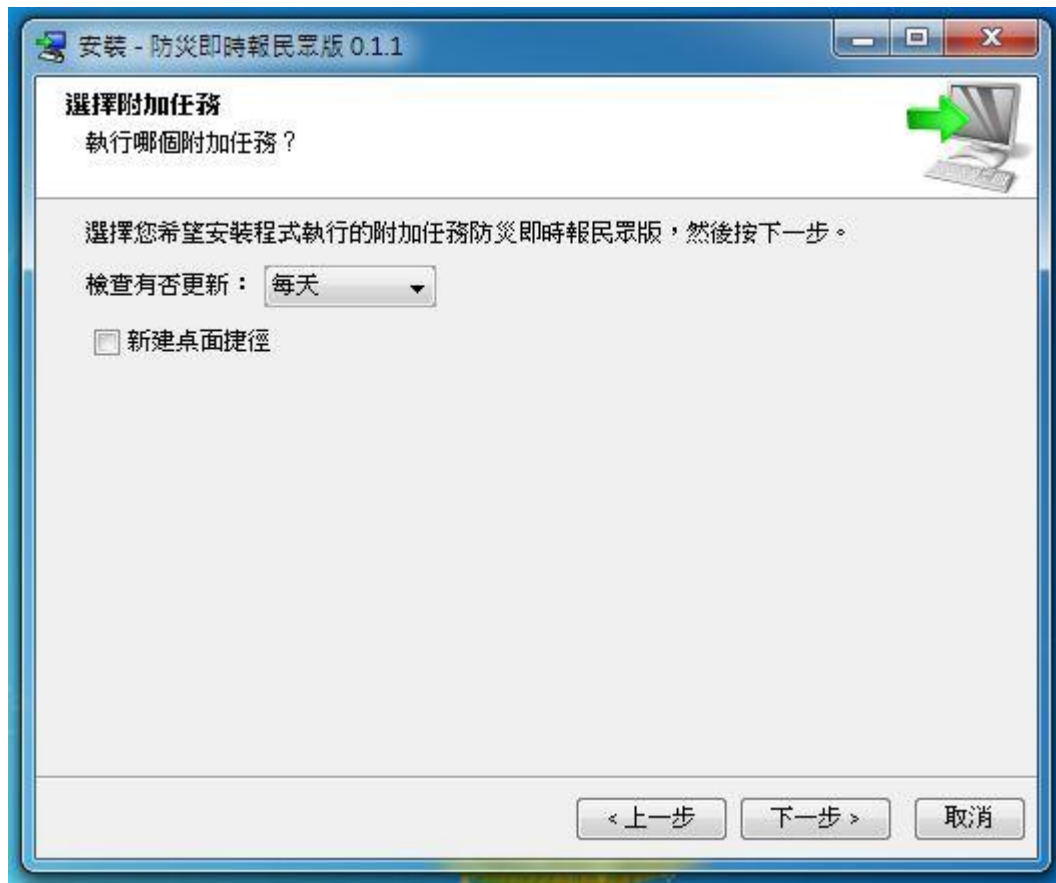 安裝 - 防災即時報民眾版 0.1.1
選擇附加任務
執行哪個附加任務？
選擇您希望安裝程式執行的附加任務防災即時報民眾版，然後按下一步。
檢查有否更新： 每天
新建桌面捷徑
<上一步 下一步> 取消